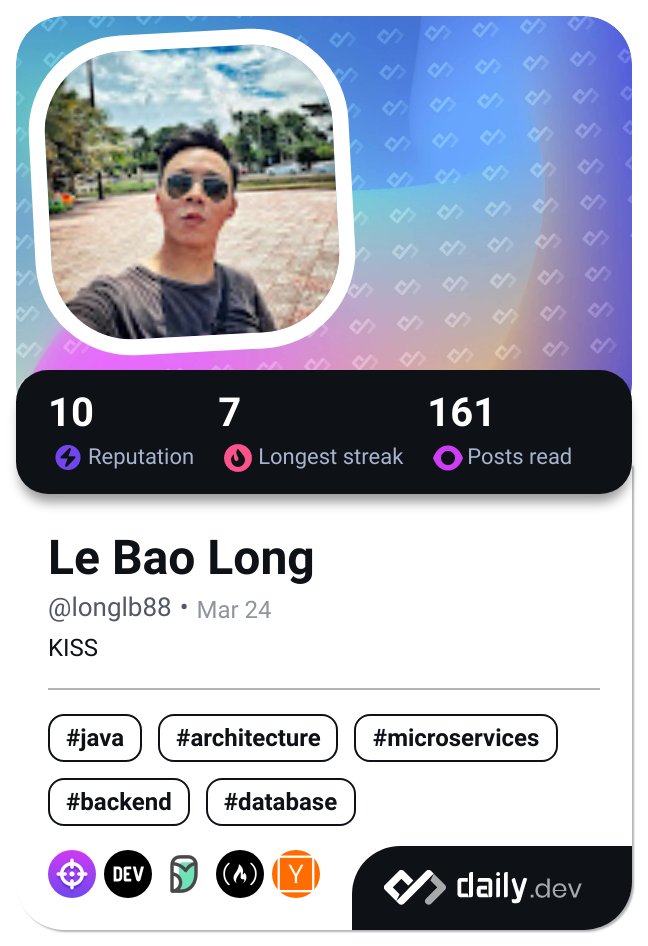 10 7 161
Reputation Longest streak Posts read
Le Bao Long
@longlb88 • Mar 24
KISS
#java #architecture #microservices
#backend #database
DEV Y daily.dev